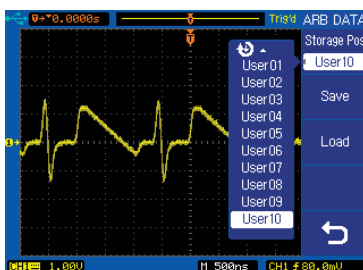 0.0000s
Trig'd
ARB DATA
Storage Pos
User10
Save
Load
User01
User02
User03
User04
User05
User06
User07
User08
User09
User10
1
CH1 1.00V
M 500ns
CH1 80.0mV